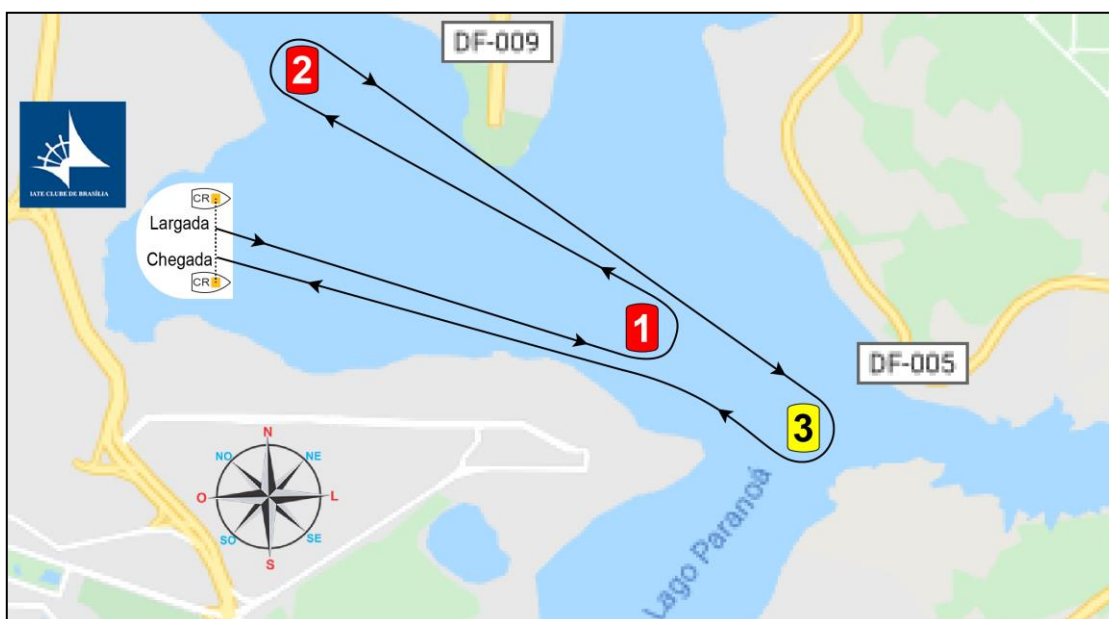 DF-009
2
IATE CLUBE DE BRASÍLIA
CR
Largada
Chegada
CR
1
DF-005
3
N
NO
NE
O
L
SO
SE
S
Lago Paranoá